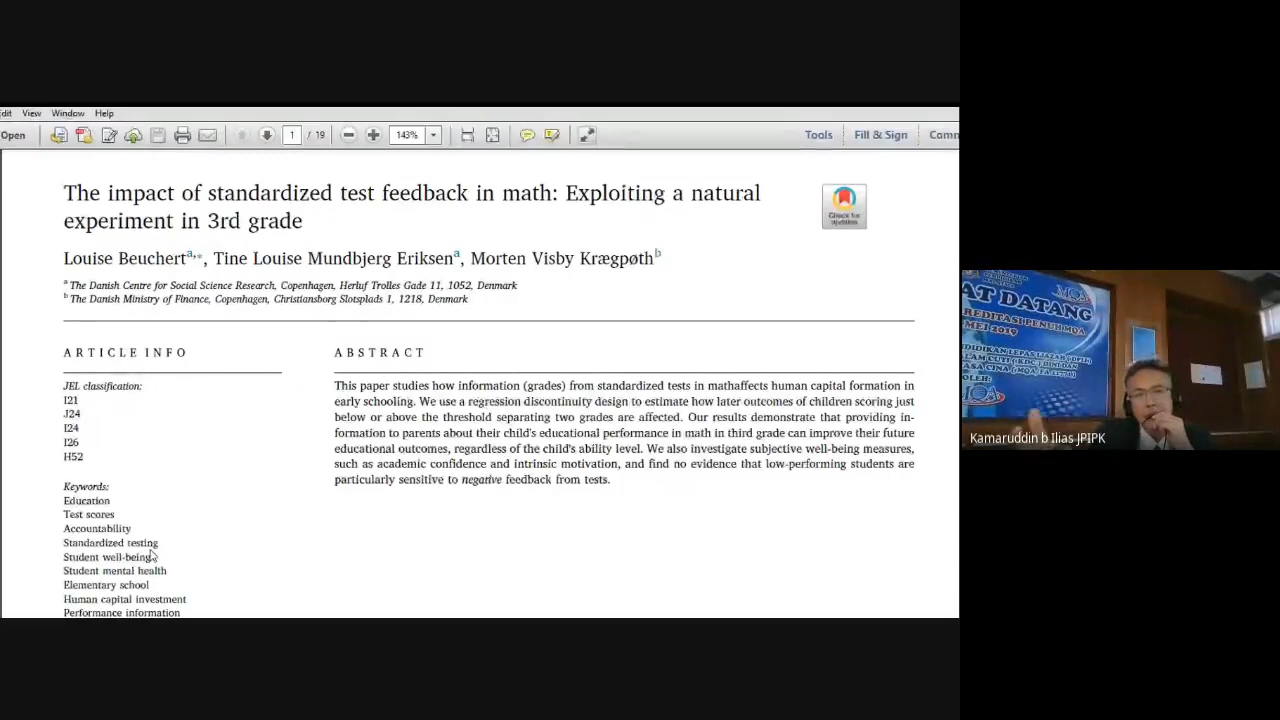 dit View Window Help
Open 1 / 19 143% Tools Fill & Sign Comm
The impact of standardized test feedback in math: Exploiting a natural
experiment in 3rd grade
Check for
updates
Louise Beuchert a,*, Tine Louise Mundbjerg Eriksen a, Morten Visby Krægpøth b
a The Danish Centre for Social Science Research, Copenhagen, Herluf Trolles Gade 11, 1052, Denmark
b The Danish Ministry of Finance, Copenhagen, Christiansborg Slotsplads 1, 1218, Denmark
ARTICLE INFO
JEL classification:
I21
J24
I24
I26
H52
Keywords:
Education
Test scores
Accountability
Standardized testing
Student well-being
Student mental health
Elementary school
Human capital investment
Performance information
ABSTRACT
This paper studies how information (grades) from standardized tests in mathaffects human capital formation in
early schooling. We use a regression discontinuity design to estimate how later outcomes of children scoring just
below or above the threshold separating two grades are affected. Our results demonstrate that providing in-
formation to parents about their child's educational performance in math in third grade can improve their future
educational outcomes, regardless of the child's ability level. We also investigate subjective well-being measures,
such as academic confidence and intrinsic motivation, and find no evidence that low-performing students are
particularly sensitive to negative feedback from tests.
MQA
AT DATANG
REDITASI PENUH MQA
MEI 2019
Kamaruddin b Ilias JPIPK